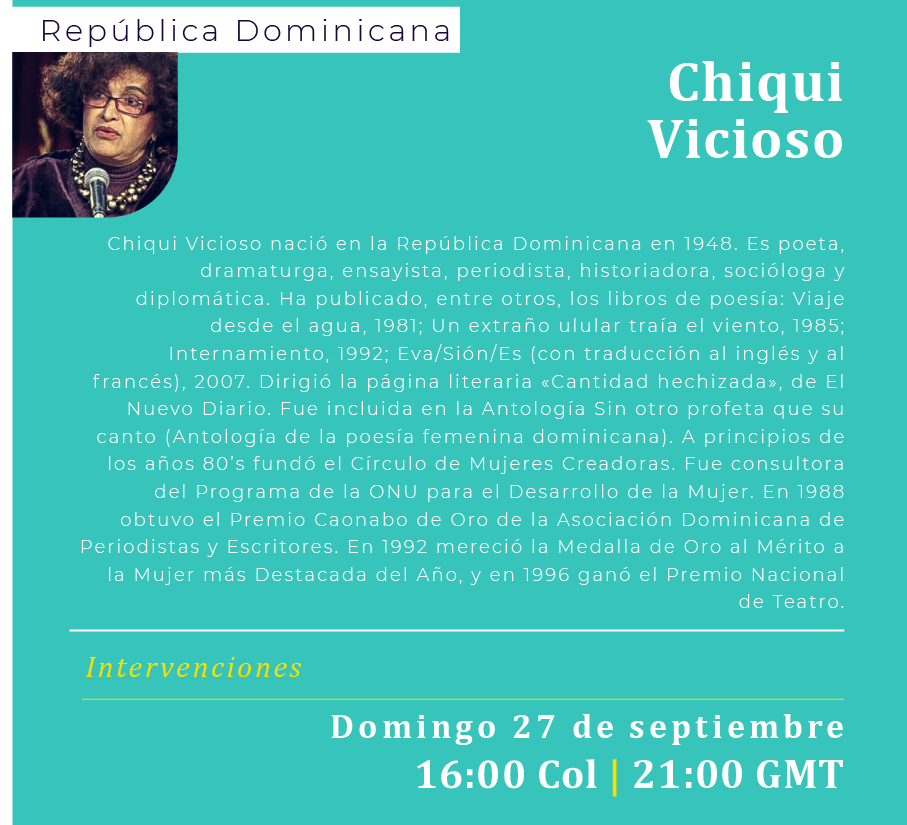 República Dominicana
Chiqui
Vicioso
Chiqui Vicioso nació en la República Dominicana en 1948. Es poeta,
dramaturga, ensayista, periodista, historiadora, socióloga y
diplomática. Ha publicado, entre otros, los libros de poesía: Viaje
desde el agua, 1981; Un extraño ulular traía el viento, 1985;
Internamiento, 1992; Eva/Sión/Es (con traducción al inglés y al
francés), 2007. Dirigió la página literaria «Cantidad hechizada», de El
Nuevo Diario. Fue incluida en la Antología Sin otro profeta que su
canto (Antología de la poesía femenina dominicana). A principios de
los años 80’s fundó el Círculo de Mujeres Creadoras. Fue consultora
del Programa de la ONU para el Desarrollo de la Mujer. En 1988
obtuvo el Premio Caonabo de Oro de la Asociación Dominicana de
Periodistas y Escritores. En 1992 mereció la Medalla de Oro al Mérito a
la Mujer más Destacada del Año, y en 1996 ganó el Premio Nacional
de Teatro.
Intervenciones
Domingo 27 de septiembre
16:00 Col | 21:00 GMT